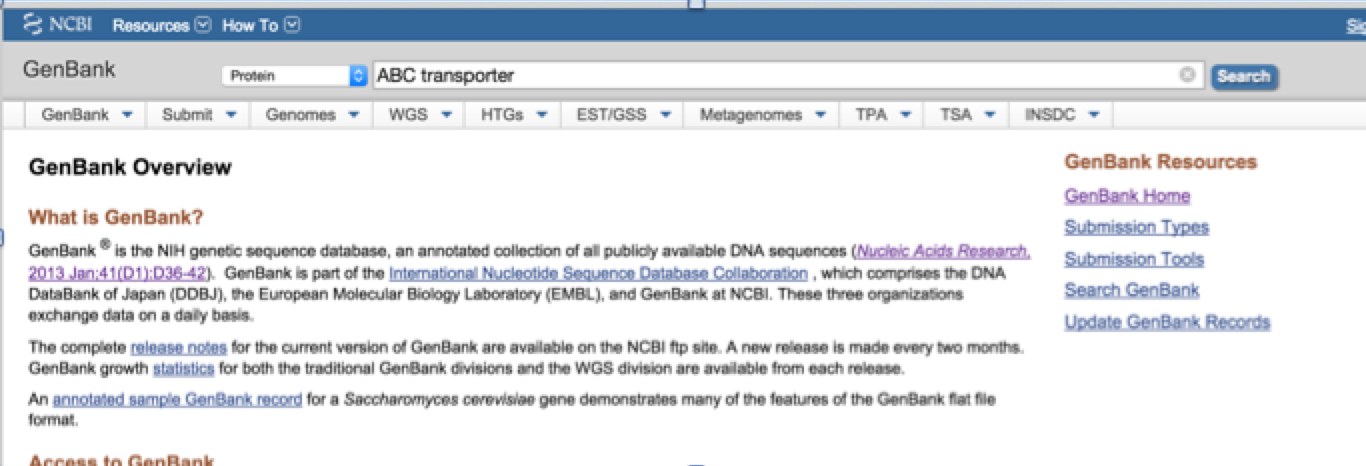 NCBI Resources How To
GenBank Protein ABC transporter Search
GenBank Submit Genomes WGS HTGs EST/GSS Metagenomes TPA TSA INSDC
GenBank Overview
What is GenBank?
GenBank ® is the NIH genetic sequence database, an annotated collection of all publicly available DNA sequences (Nucleic Acids Research,
2013 Jan;41(D1):D36-42). GenBank is part of the International Nucleotide Sequence Database Collaboration , which comprises the DNA
DataBank of Japan (DDBJ), the European Molecular Biology Laboratory (EMBL), and GenBank at NCBI. These three organizations
exchange data on a daily basis.
The complete release notes for the current version of GenBank are available on the NCBI ftp site. A new release is made every two months.
GenBank growth statistics for both the traditional GenBank divisions and the WGS division are available from each release.
An annotated sample GenBank record for a Saccharomyces cerevisiae gene demonstrates many of the features of the GenBank flat file
format.
Access to GenBank
GenBank Resources
GenBank Home
Submission Types
Submission Tools
Search GenBank
Update GenBank Records